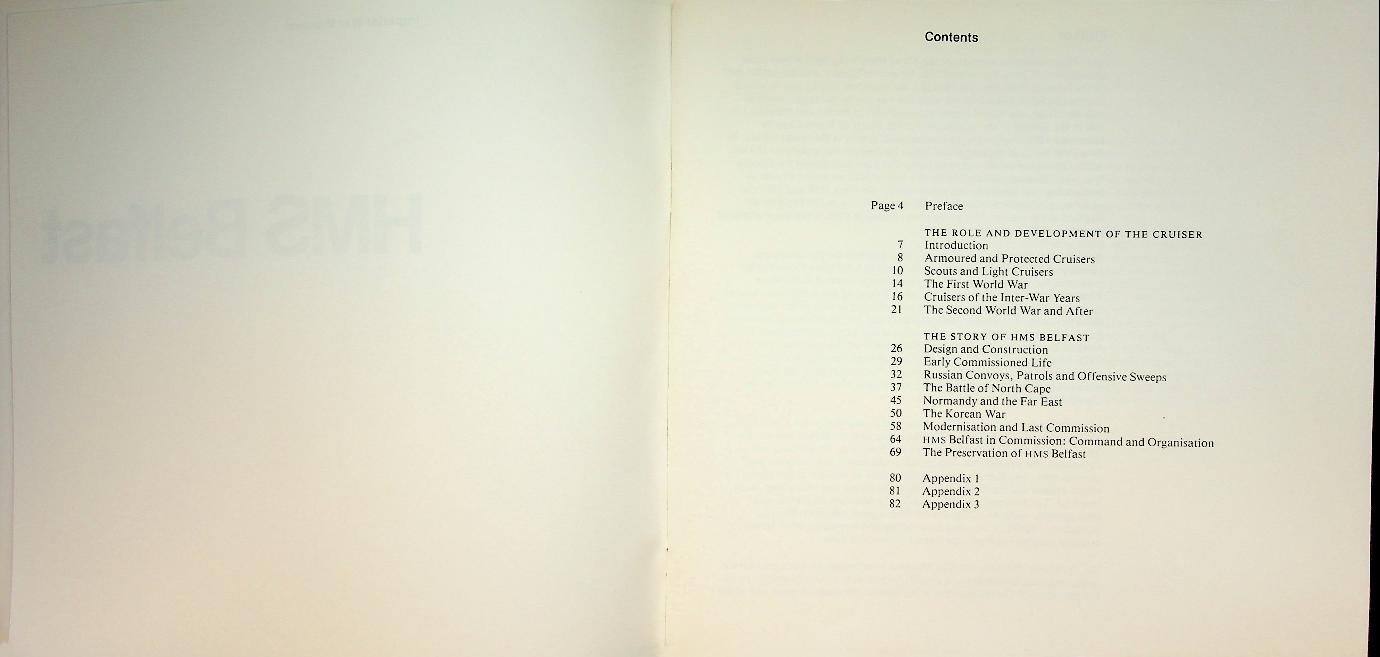 HMS Belfast
Contents
Page 4 Preface
THE ROLE AND DEVELOPMENT OF THE CRUISER
7 Introduction
8 Armoured and Protected Cruisers
10 Scouts and Light Cruisers
14 The First World War
16 Cruisers of the Inter-War Years
21 The Second World War and After
THE STORY OF HMS BELFAST
26 Design and Construction
29 Early Commissioned Life
32 Russian Convoys, Patrols and Offensive Sweeps
37 The Battle of North Cape
45 Normandy and the Far East
50 The Korean War
58 Modernisation and Last Commission
64 HMS Belfast in Commission: Command and Organisation
69 The Preservation of HMS Belfast
80 Appendix 1
81 Appendix 2
82 Appendix 3